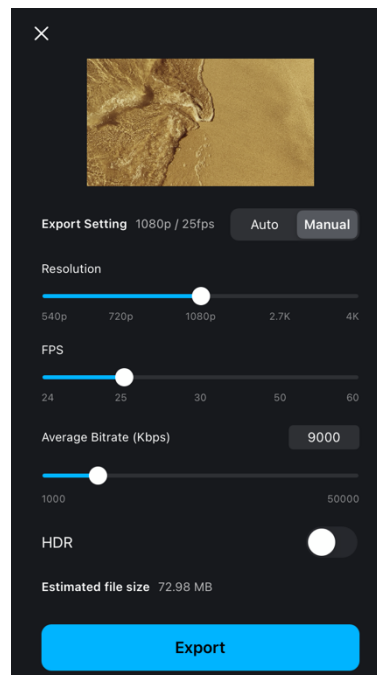 Export Setting 1080p / 25fps Auto Manual
Resolution
540p 720p 1080p 2.7K 4K
FPS
24 25 30 50 60
Average Bitrate (Kbps) 9000
1000 50000
HDR
Estimated file size 72.98 MB
Export